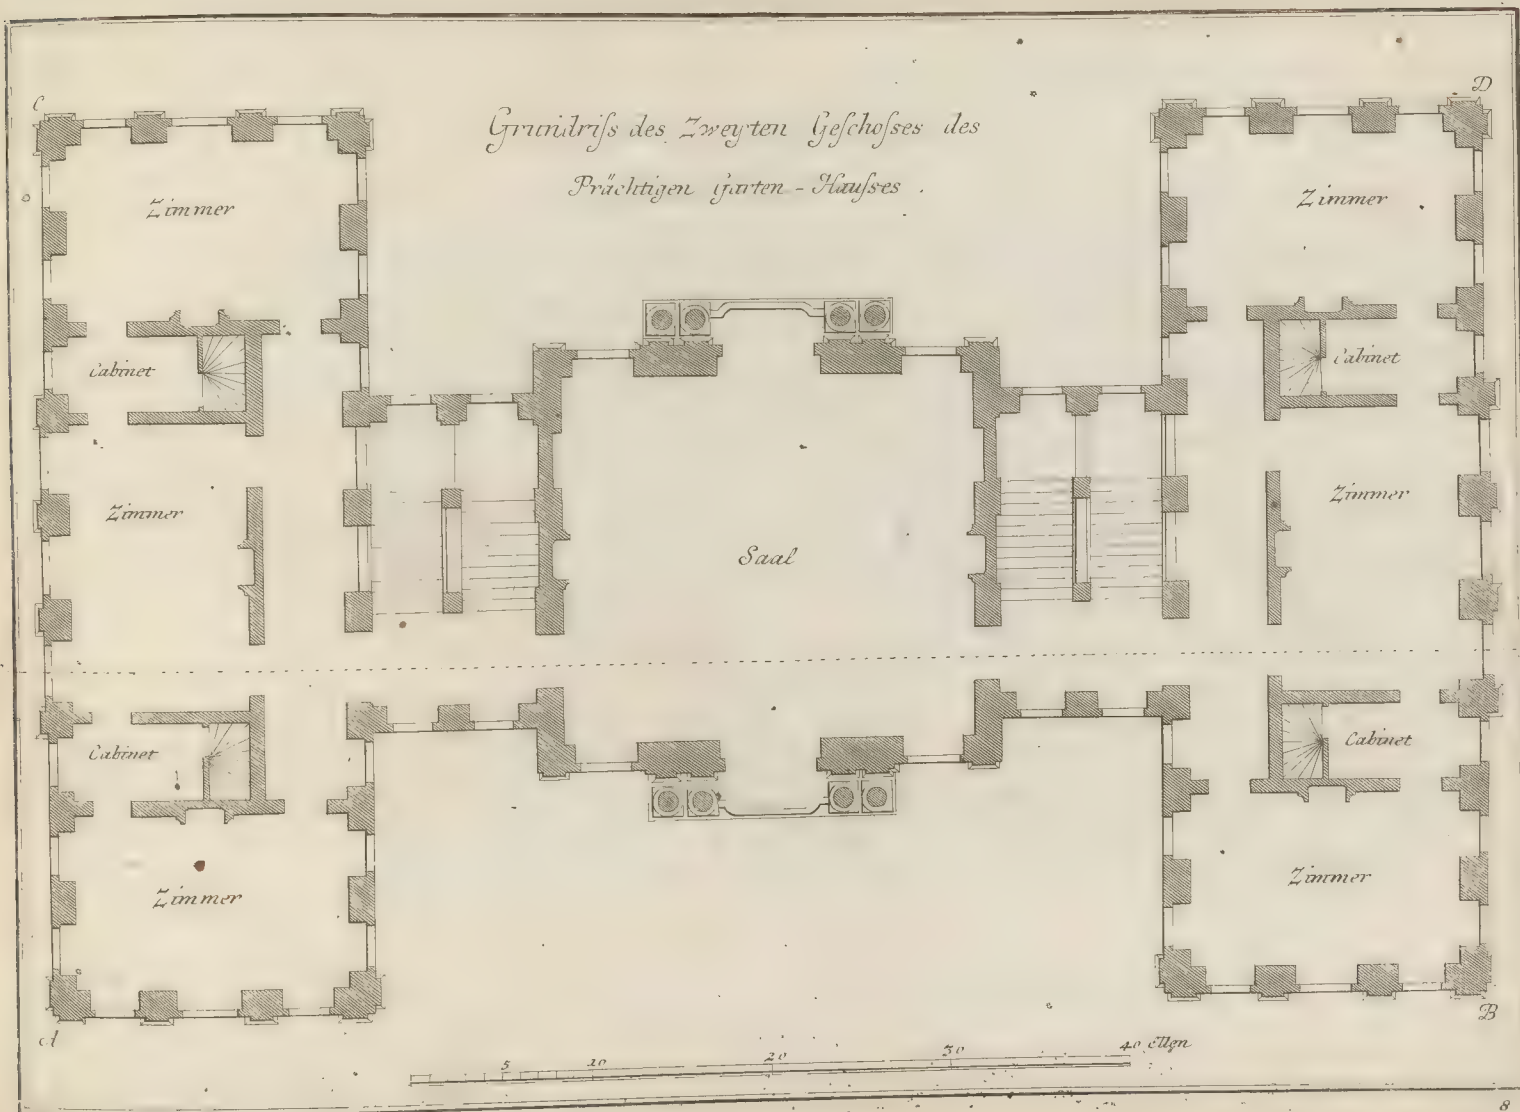 C
D
Grundriſs des Zweyten Geſchoſses des
Prächtigen Garten - Hauſses .
Zimmer
Zimmer
Cabinet
Cabinet
Zimmer
Zimmer
Saal
Cabinet
Cabinet
Zimmer
Zimmer
A
B
5 10 20 30 40 Ellen
8